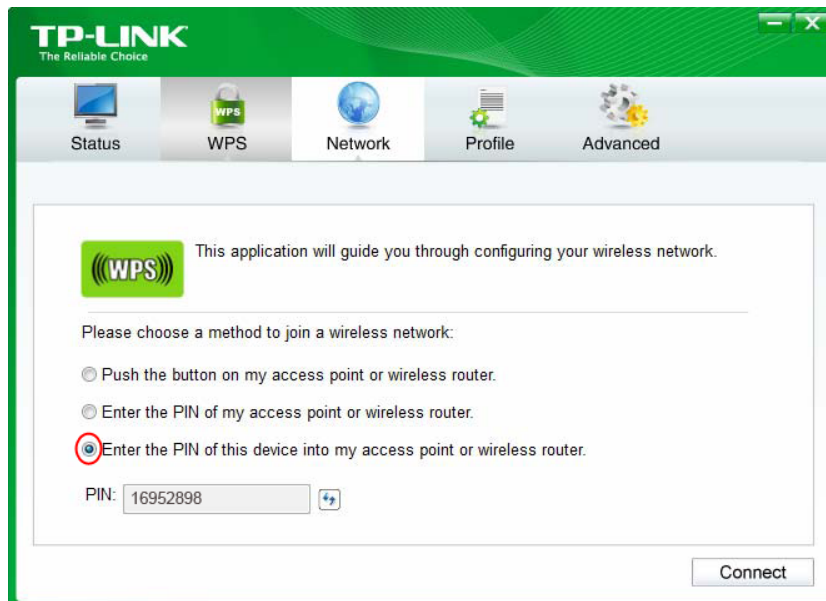 TP-LINK
The Reliable Choice
Status
WPS
WPS
Network
Profile
Advanced
(((WPS)))
This application will guide you through configuring your wireless network.
Please choose a method to join a wireless network:
Push the button on my access point or wireless router.
Enter the PIN of my access point or wireless router.
Enter the PIN of this device into my access point or wireless router.
PIN: 16952898
Connect